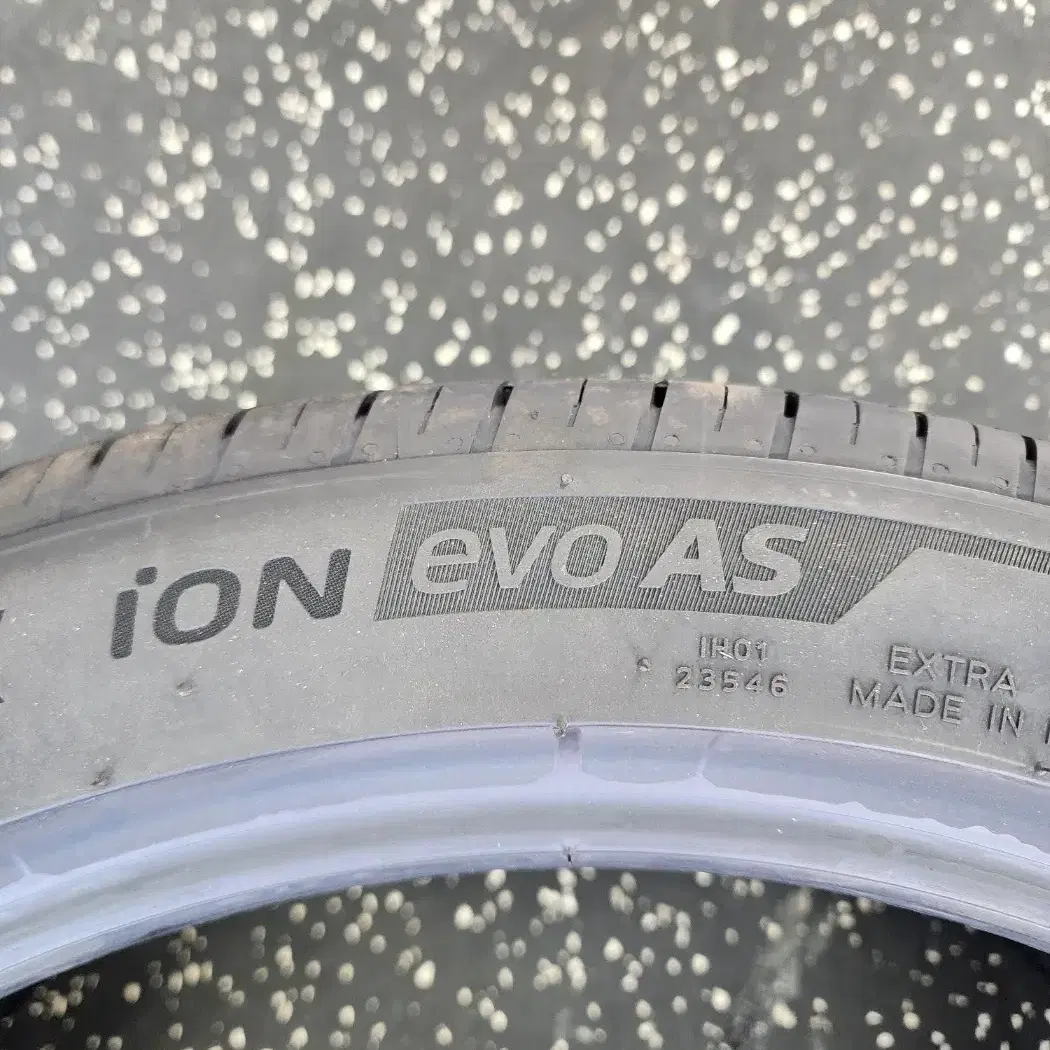 iON evo AS
IH01
23546
EXTRA
MADE IN